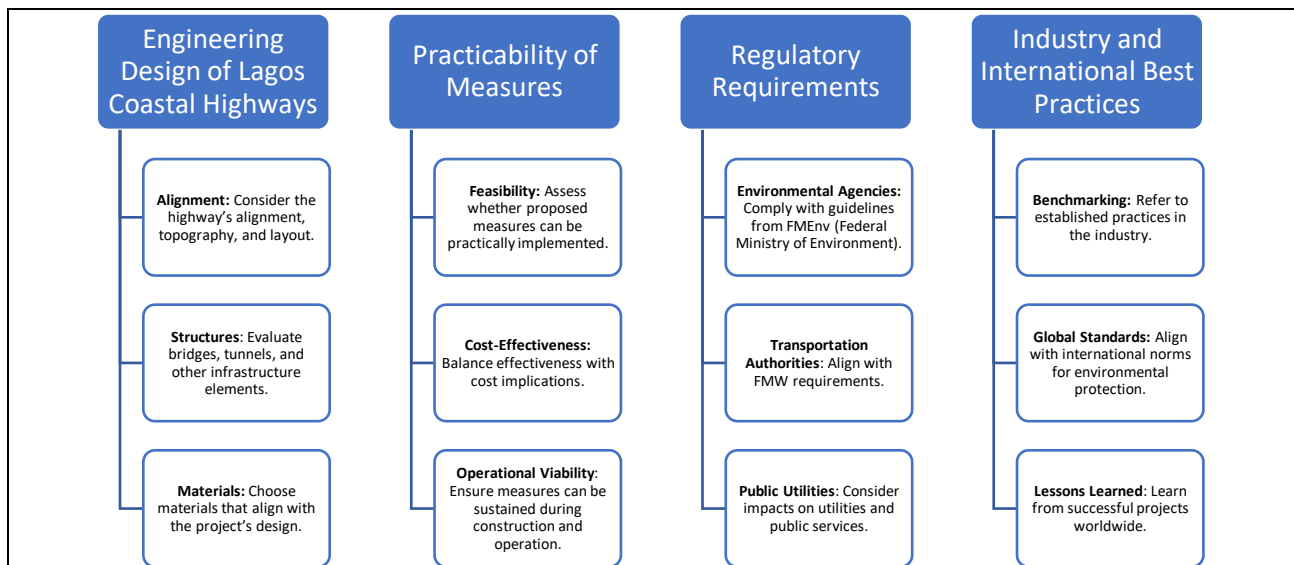 Engineering
Design of Lagos
Coastal Highways
Alignment: Consider
the highway’s alignment,
topography, and layout.
Structures: Evaluate
bridges, tunnels, and
other infrastructure
elements.
Materials: Choose
materials that align with
the project’s design.
Practicability of
Measures
Feasibility: Assess
whether proposed
measures can be
practically implemented.
Cost-Effectiveness:
Balance effectiveness with
cost implications.
Operational Viability:
Ensure measures can be
sustained during
construction and
operation.
Regulatory
Requirements
Environmental Agencies:
Comply with guidelines
from FMEnv (Federal
Ministry of Environment).
Transportation
Authorities: Align with
FMW requirements.
Public Utilities: Consider
impacts on utilities and
public services.
Industry and
International Best
Practices
Benchmarking: Refer to
established practices in
the industry.
Global Standards: Align
with international norms
for environmental
protection.
Lessons Learned: Learn
from successful projects
worldwide.